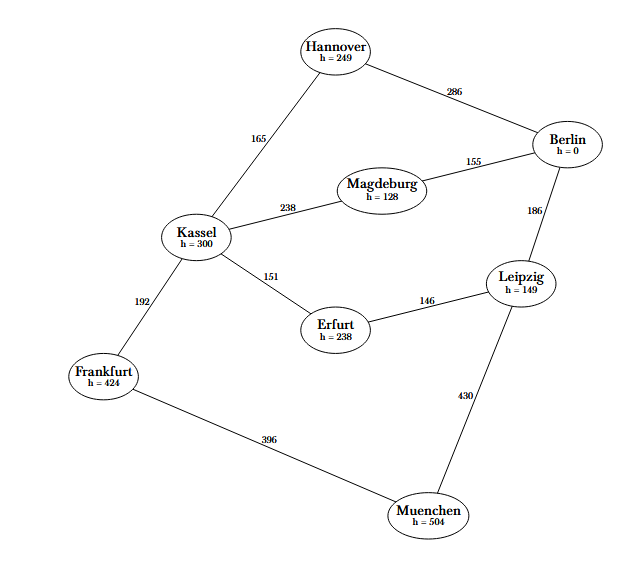 Hannover
h = 249
286
165
Berlin
h = 0
155
Magdeburg
h = 128
238
186
Kassel
h = 300
151
Leipzig
h = 149
146
192
Erfurt
h = 238
Frankfurt
h = 424
430
396
Muenchen
h = 504